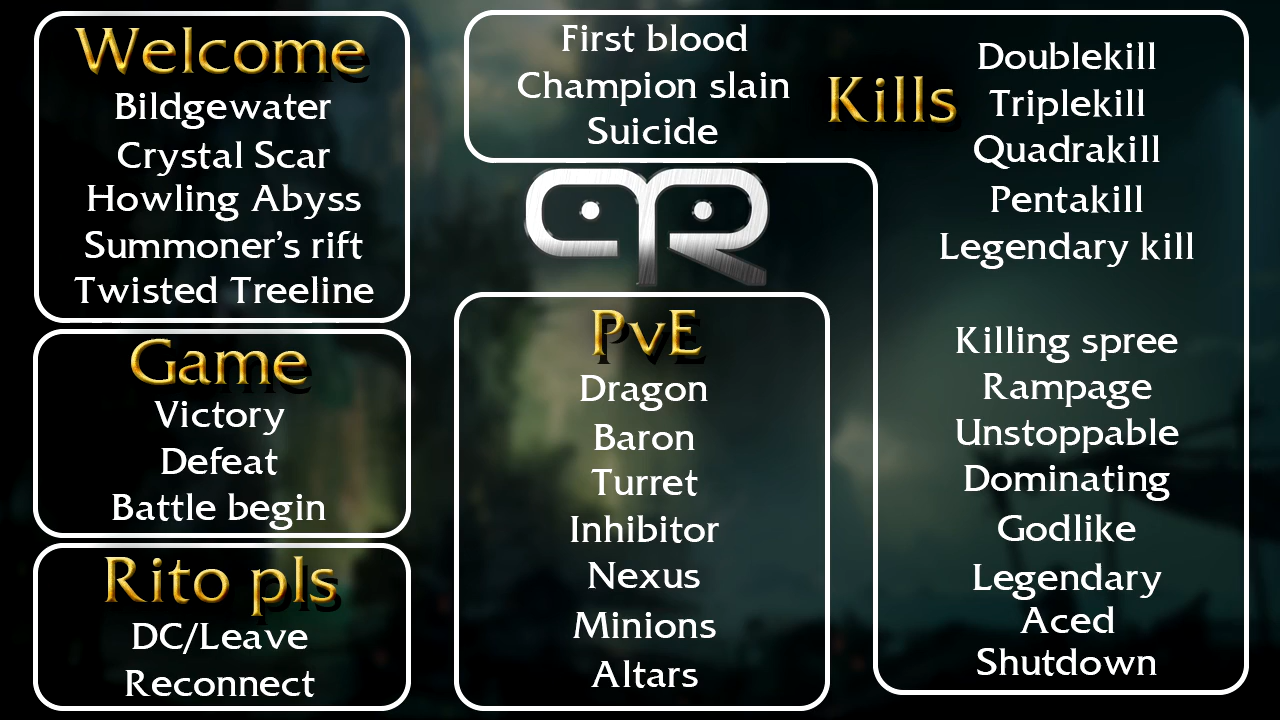 Welcome
Bildgewater
Crystal Scar
Howling Abyss
Summoner's rift
Twisted Treeline
Game
Victory
Defeat
Battle begin
Rito pls
DC/Leave
Reconnect
First blood
Champion slain
Suicide
Kills
Doublekill
Triplekill
Quadrakill
Pentakill
Legendary kill
Killing spree
Rampage
Unstoppable
Dominating
Godlike
Legendary
Aced
Shutdown
PvE
Dragon
Baron
Turret
Inhibitor
Nexus
Minions
Altars